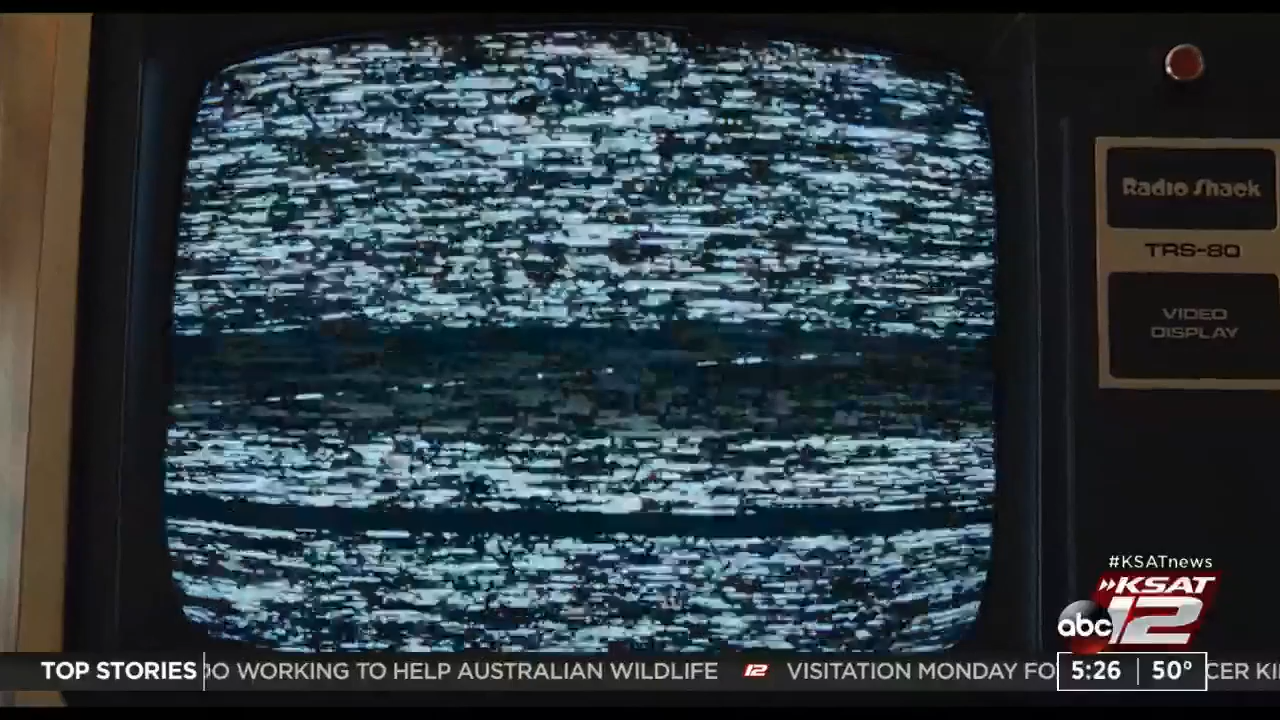 Radio Shack
TRS-80
VIDEO
DISPLAY
#KSATnews
KSAT
abc 12
TOP STORIES WORKING TO HELP AUSTRALIAN WILDLIFE 12 VISITATION MONDAY 5:26 50°